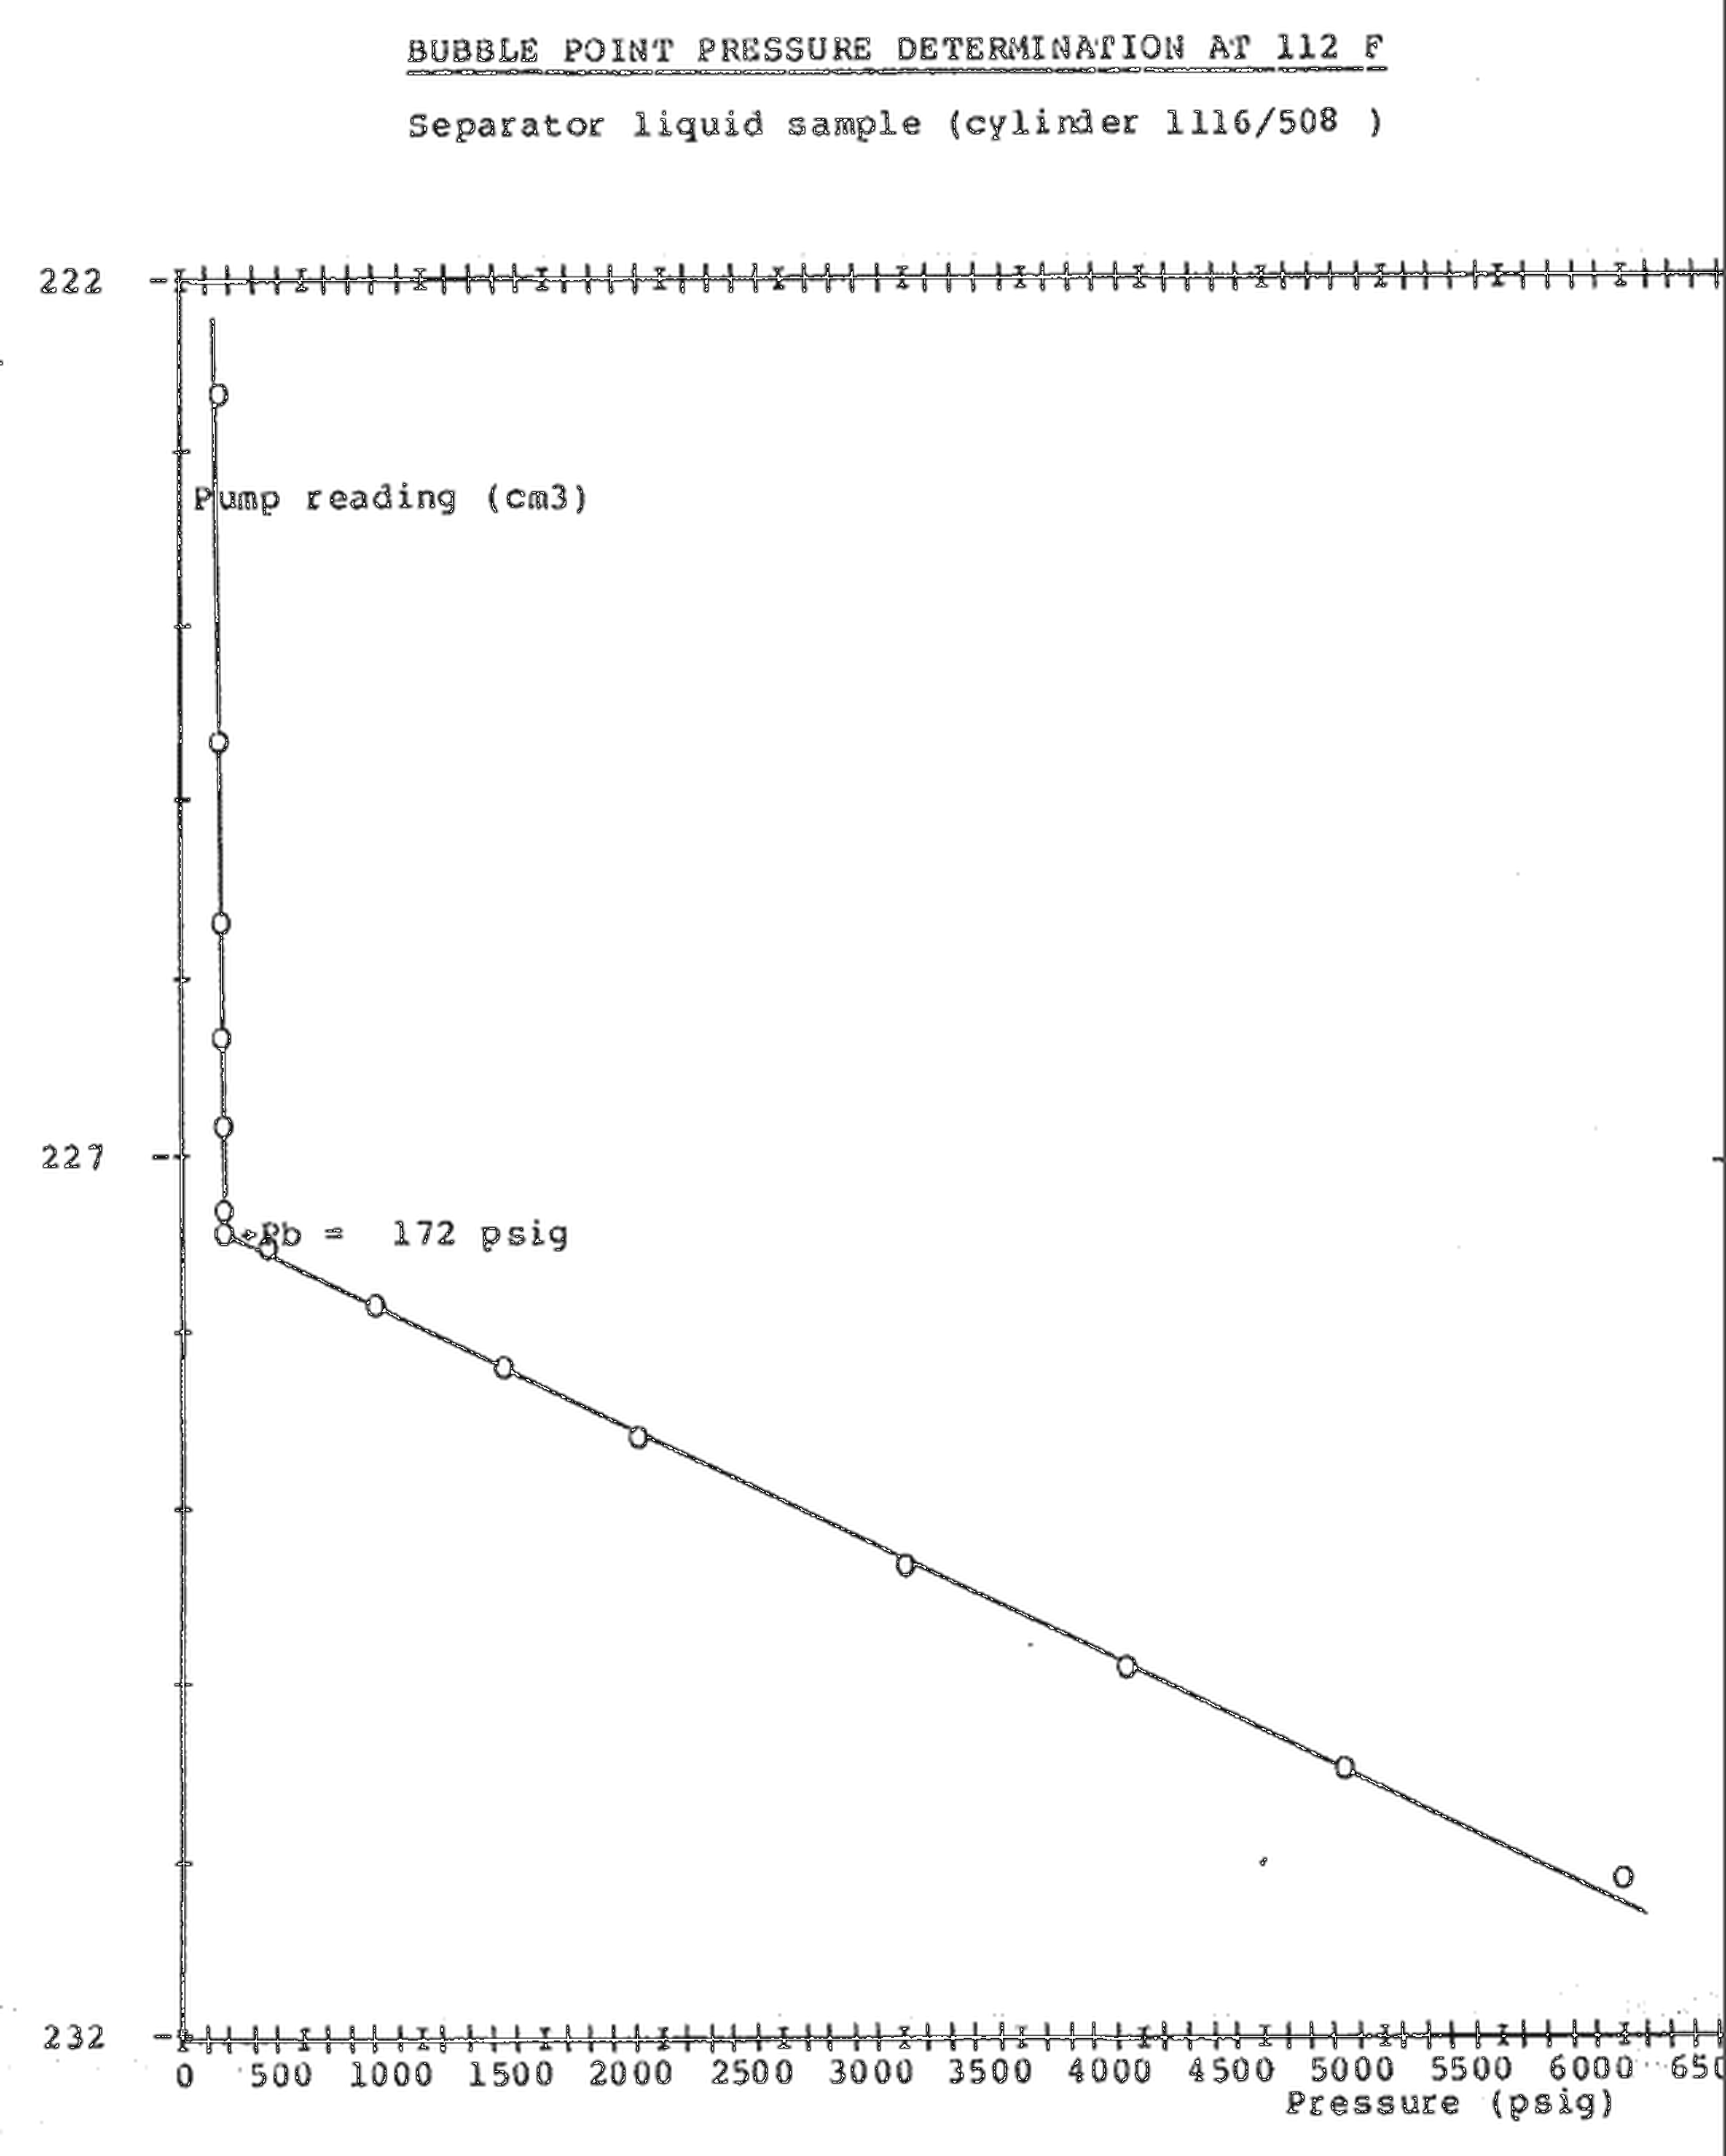 BUBBLE POINT PRESSURE DETERMINATION AT 112 F
Separator liquid sample (cylinder 1116/508 )
222
Pump reading (cm3)
227
Pb = 172 psig
232
0 500 1000 1500 2000 2500 3000 3500 4000 4500 5000 5500 6000 650
Pressure (psig)